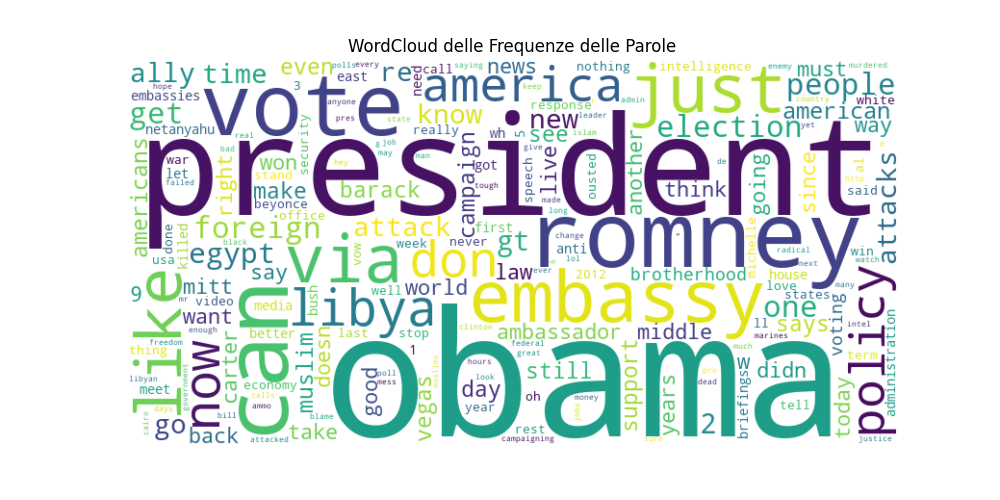 WordCloud delle Frequenze delle Parole
ally time even 3 polls every saying need call news nothing intelligence must enemy murdered
hope embassies east re america keep response admin just people country white
get vote anyone pres really know new state leader islam election american yet way
netanyahu security wh 5 see
americans war let right bad real won stand hey g job may man campaign got speech give ousted another de think going since al said attacks
usa done killed president make barack beyonce office tough made live long http
foreign attack first romney change michelle radical next win watch
egypt black vow week never gt anti lol ever 6 brotherhood house many
like via don law 2012 love states
9 mr say bush well world embassy one voting policy
mitt video media libya clinton ambassador middle ll says intel administration
want enough can better last stop 1 federal great marines much
now freedom thing carter muslim doesn hours still support w didn term
libyan meet economy good poll mess day look pro dead
government calls muslims vegas obama oh money jobs years briefings tell today
go days bill ammo year 2
cairo back attacked take blame rest campaigning sure justice